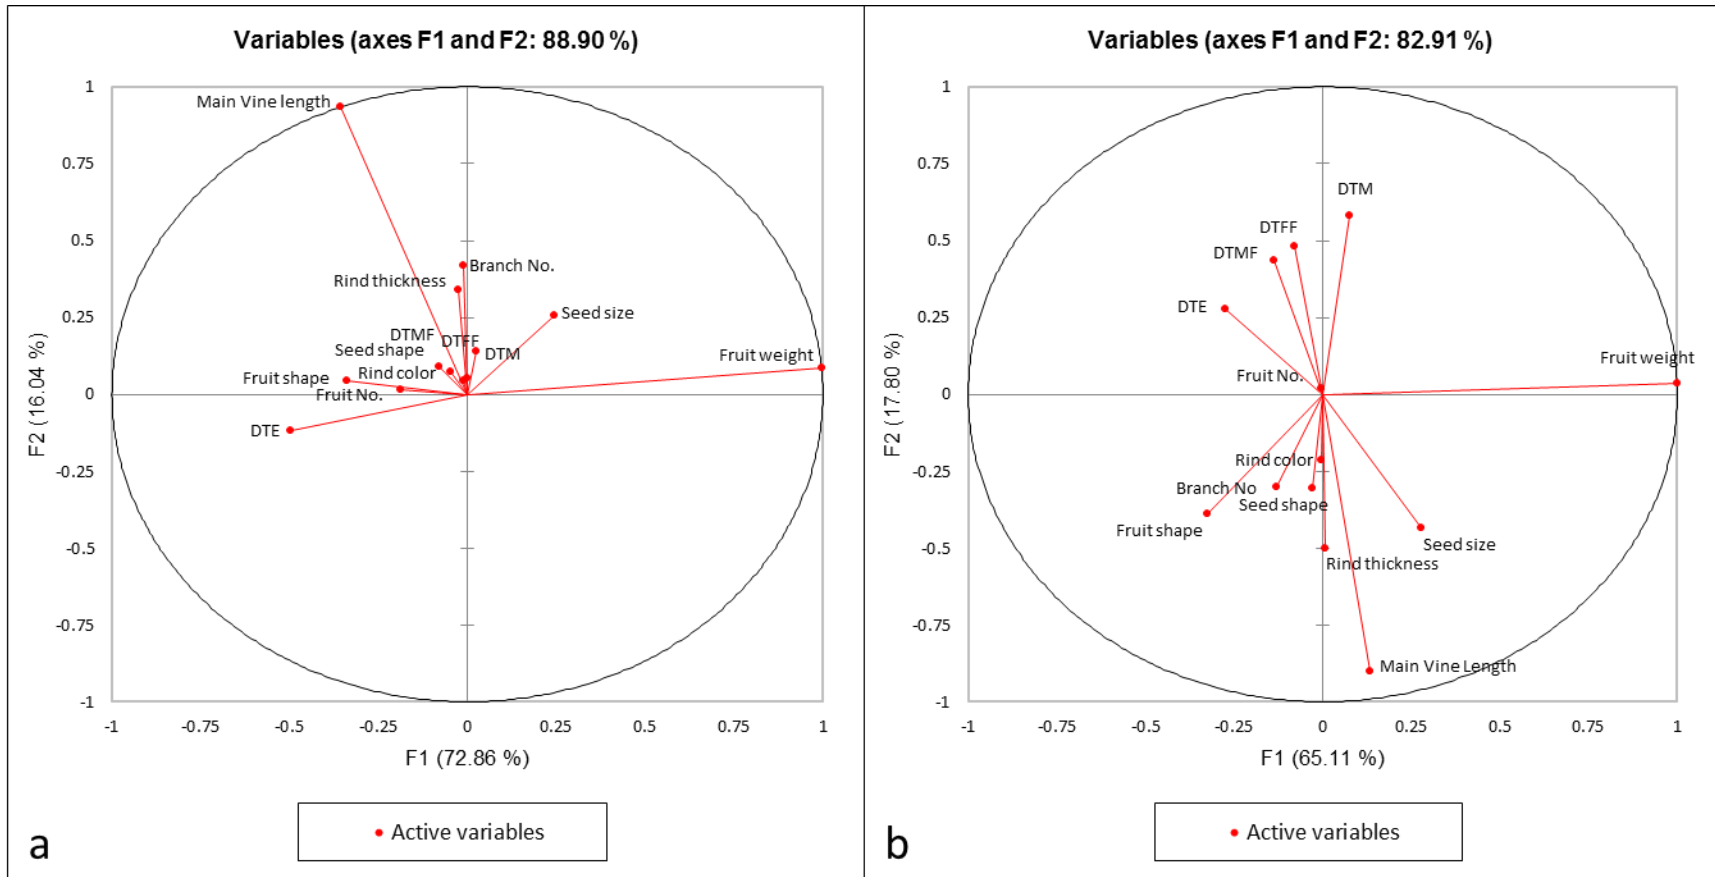 Variables (axes F1 and F2: 88.90 %)
1
Main Vine length
0.75
0.5
Branch No.
Rind thickness
0.25
Seed size
DTMF
DTFF
Seed shape
DTM
Fruit weight
Fruit shape
Rind color
0
Fruit No.
DTE
-0.25
-0.5
-0.75
-1
F2 (16.04 %)
-1
-0.75
-0.5
-0.25
0
0.25
0.5
0.75
1
F1 (72.86 %)
Active variables
a
Variables (axes F1 and F2: 82.91 %)
1
0.75
DTM
0.5
DTFF
DTMF
DTE
0.25
Fruit No.
Fruit weight
0
-0.25
Rind color
Branch No
Seed shape
Fruit shape
-0.5
Seed size
Rind thickness
-0.75
Main Vine Length
-1
F2 (17.80 %)
-1
-0.75
-0.5
-0.25
0
0.25
0.5
0.75
1
F1 (65.11 %)
Active variables
b